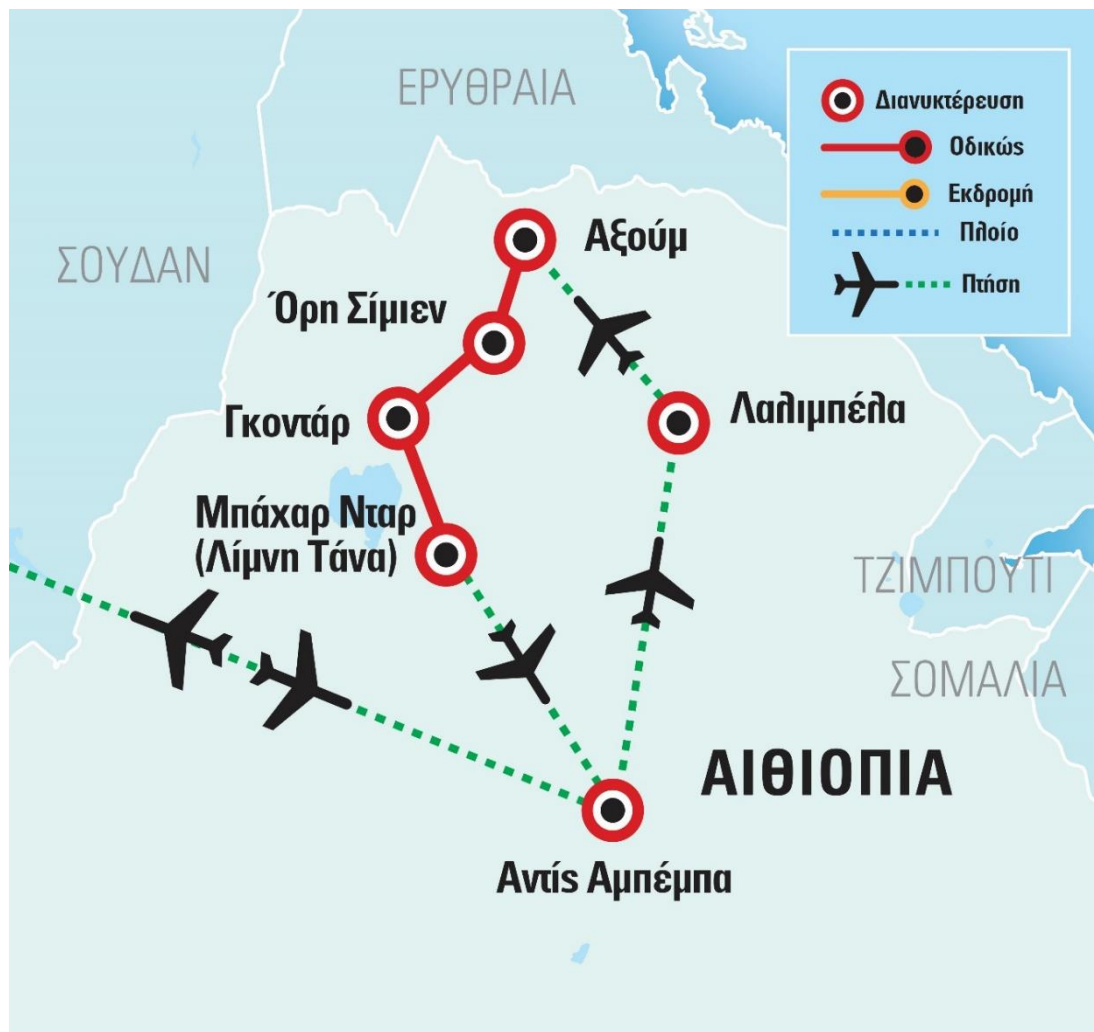 ΕΡΥΘΡΑΙΑ
Διανυκτέρευση
Οδικώς
Εκδρομή
Πλοίο
Πτήση
ΣΟΥΔΑΝ
Αξούμ
Όρη Σίμιεν
Γκοντάρ
Λαλιμπέλα
Μπάχαρ Νταρ
(Λίμνη Τάνα)
ΤΖΙΜΠΟΥΤΙ
ΣΟΜΑΛΙΑ
ΑΙΘΙΟΠΙΑ
Αντίς Αμπέμπα